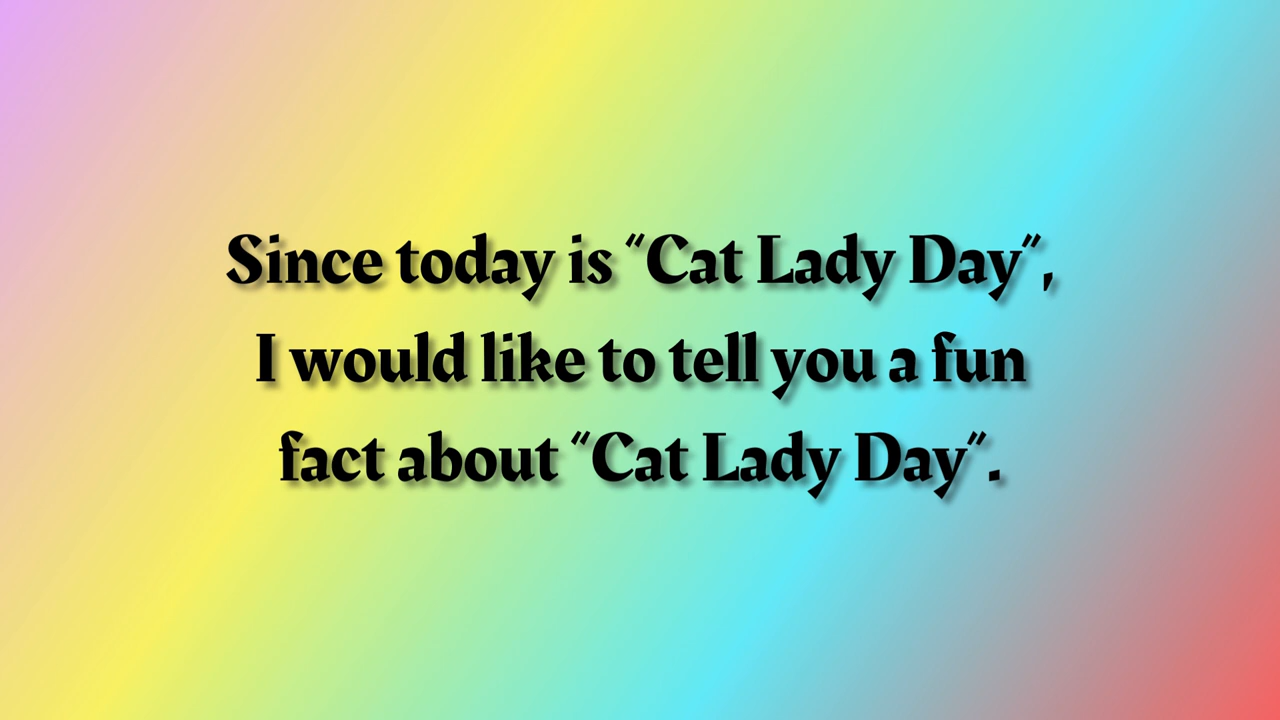 Since today is "Cat Lady Day",
I would like to tell you a fun
fact about "Cat Lady Day".